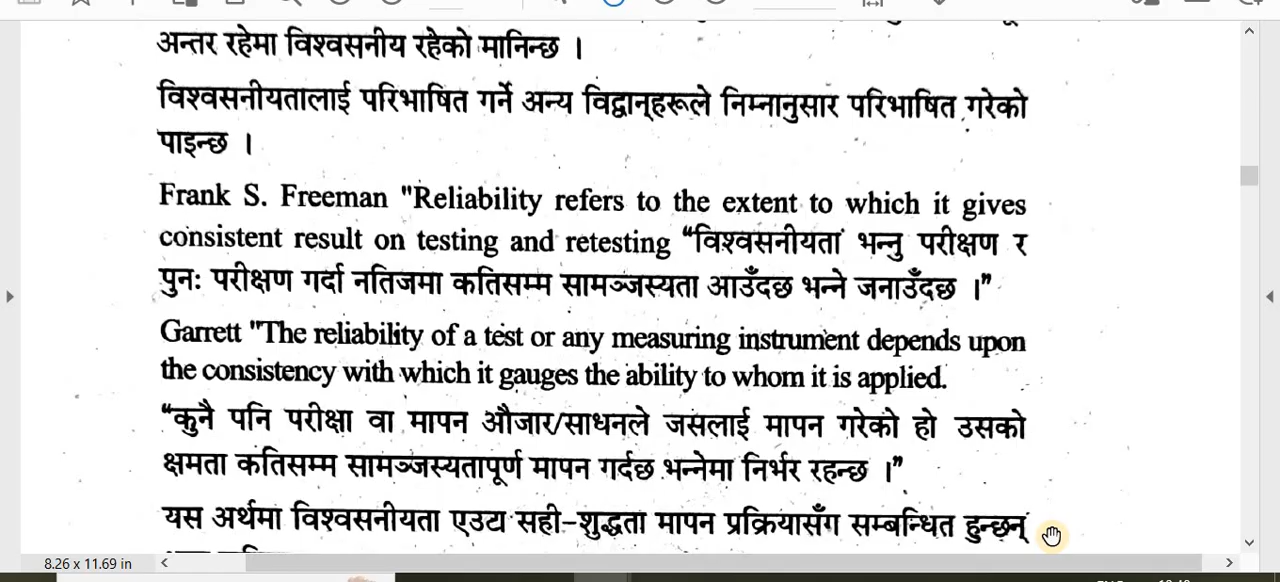 अन्तर रहेमा विश्वसनीय रहेको मानिन्छ ।
विश्वसनीयतालाई परिभाषित गर्ने अन्य विद्वान्हरूले निम्नानुसार परिभाषित गरेको
पाइन्छ ।
Frank S. Freeman "Reliability refers to the extent to which it gives
consistent result on testing and retesting “विश्वसनीयता भन्नु परीक्षण र
पुनः परीक्षण गर्दा नतिजमा कतिसम्म सामञ्जस्यता आउँदछ भन्ने जनाउँदछ ।”
Garrett "The reliability of a test or any measuring instrument depends upon
the consistency with which it gauges the ability to whom it is applied.
“कुनै पनि परीक्षा वा मापन औजार/साधनले जसलाई मापन गरेको हो उसको
क्षमता कतिसम्म सामञ्जस्यतापूर्ण मापन गर्दछ भन्नेमा निर्भर रहन्छ ।”
यस अर्थमा विश्वसनीयता एउटा सही-शुद्धता मापन प्रक्रियासँग सम्बन्धित हुन्छन्
8.26 x 11.69 in